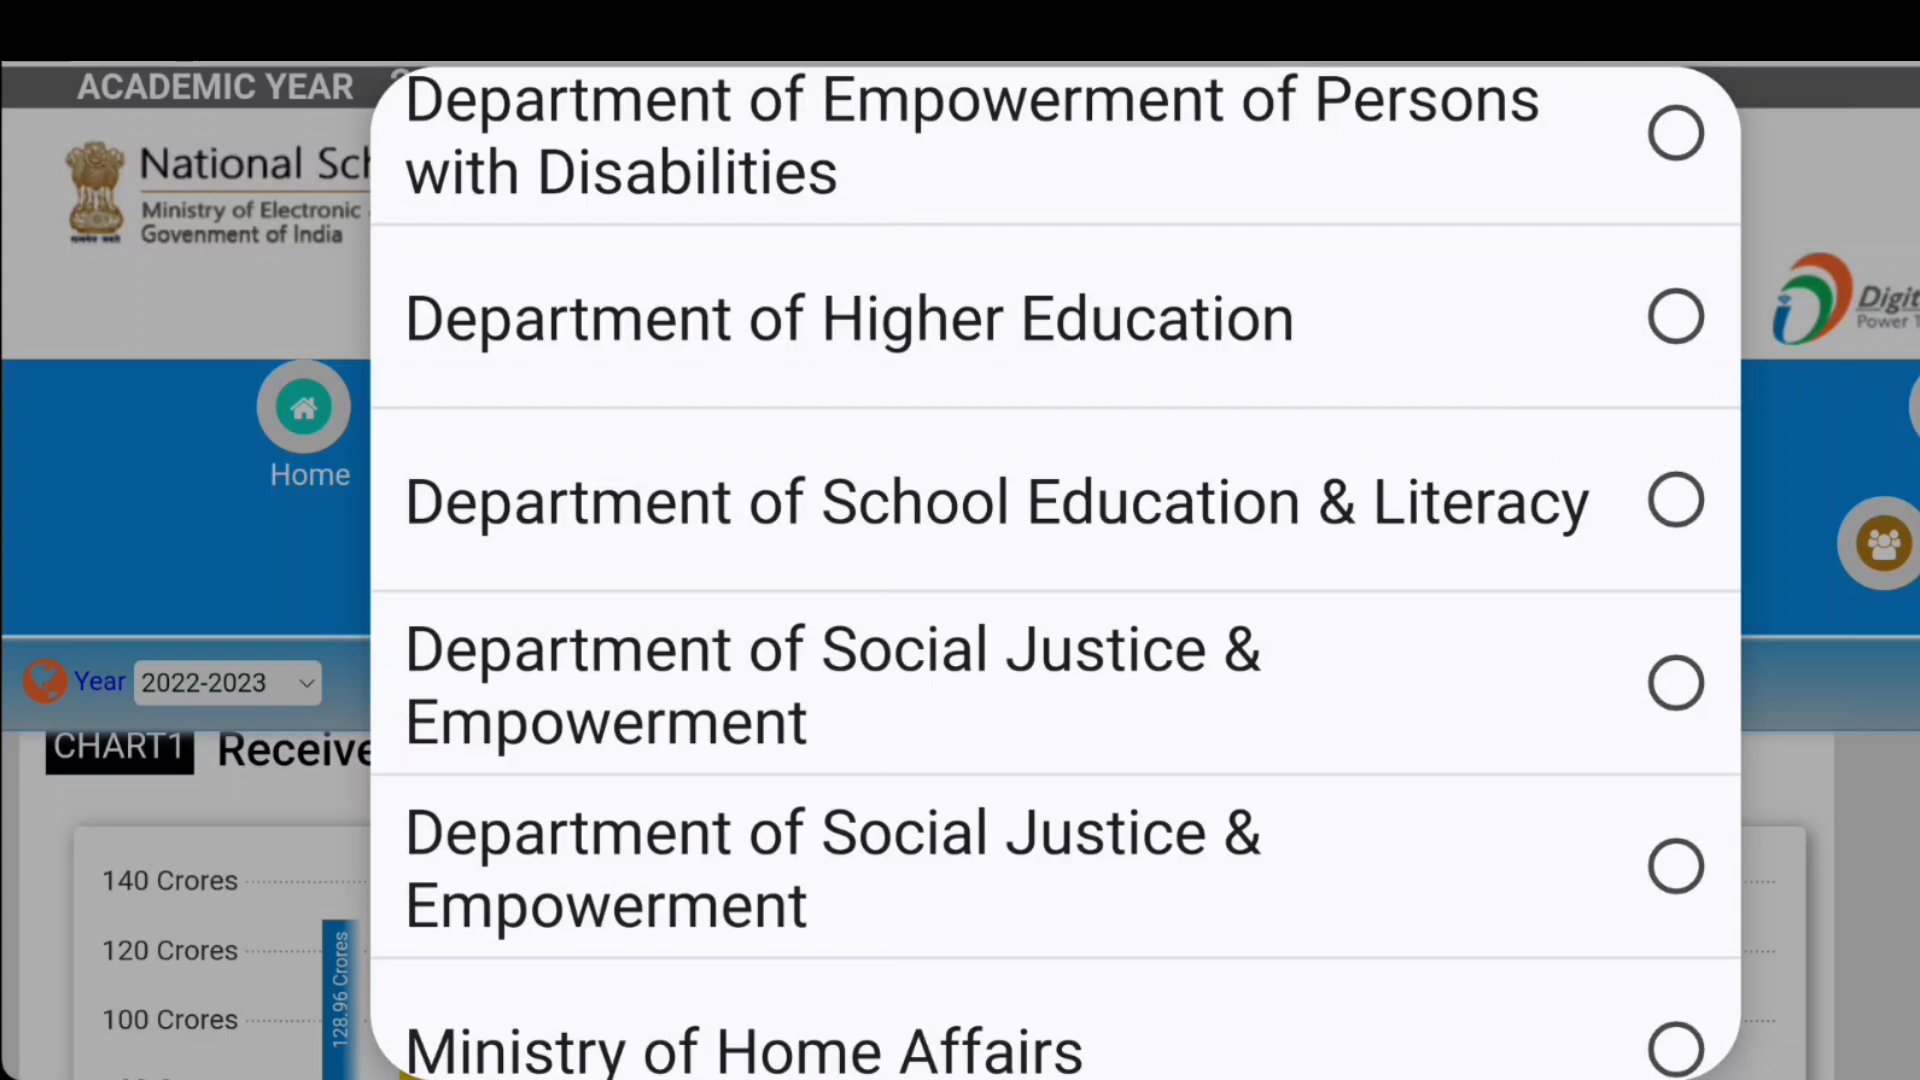 ACADEMIC YEAR
Department of Empowerment of Persons
with Disabilities
National Sch
Ministry of Electronic
Govenment of India
Department of Higher Education
Digit
Power T
Home
Department of School Education & Literacy
Department of Social Justice &
Empowerment
Year 2022-2023
CHART1 Receive
Department of Social Justice &
Empowerment
140 Crores
120 Crores
128.96 Crores
100 Crores
Ministry of Home Affairs